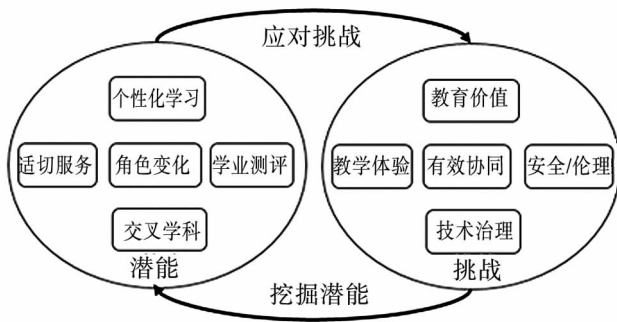 应对挑战
个性化学习
适切服务
角色变化
学业测评
交叉学科
潜能
教育价值
教学体验
有效协同
安全/伦理
技术治理
挑战
挖掘潜能